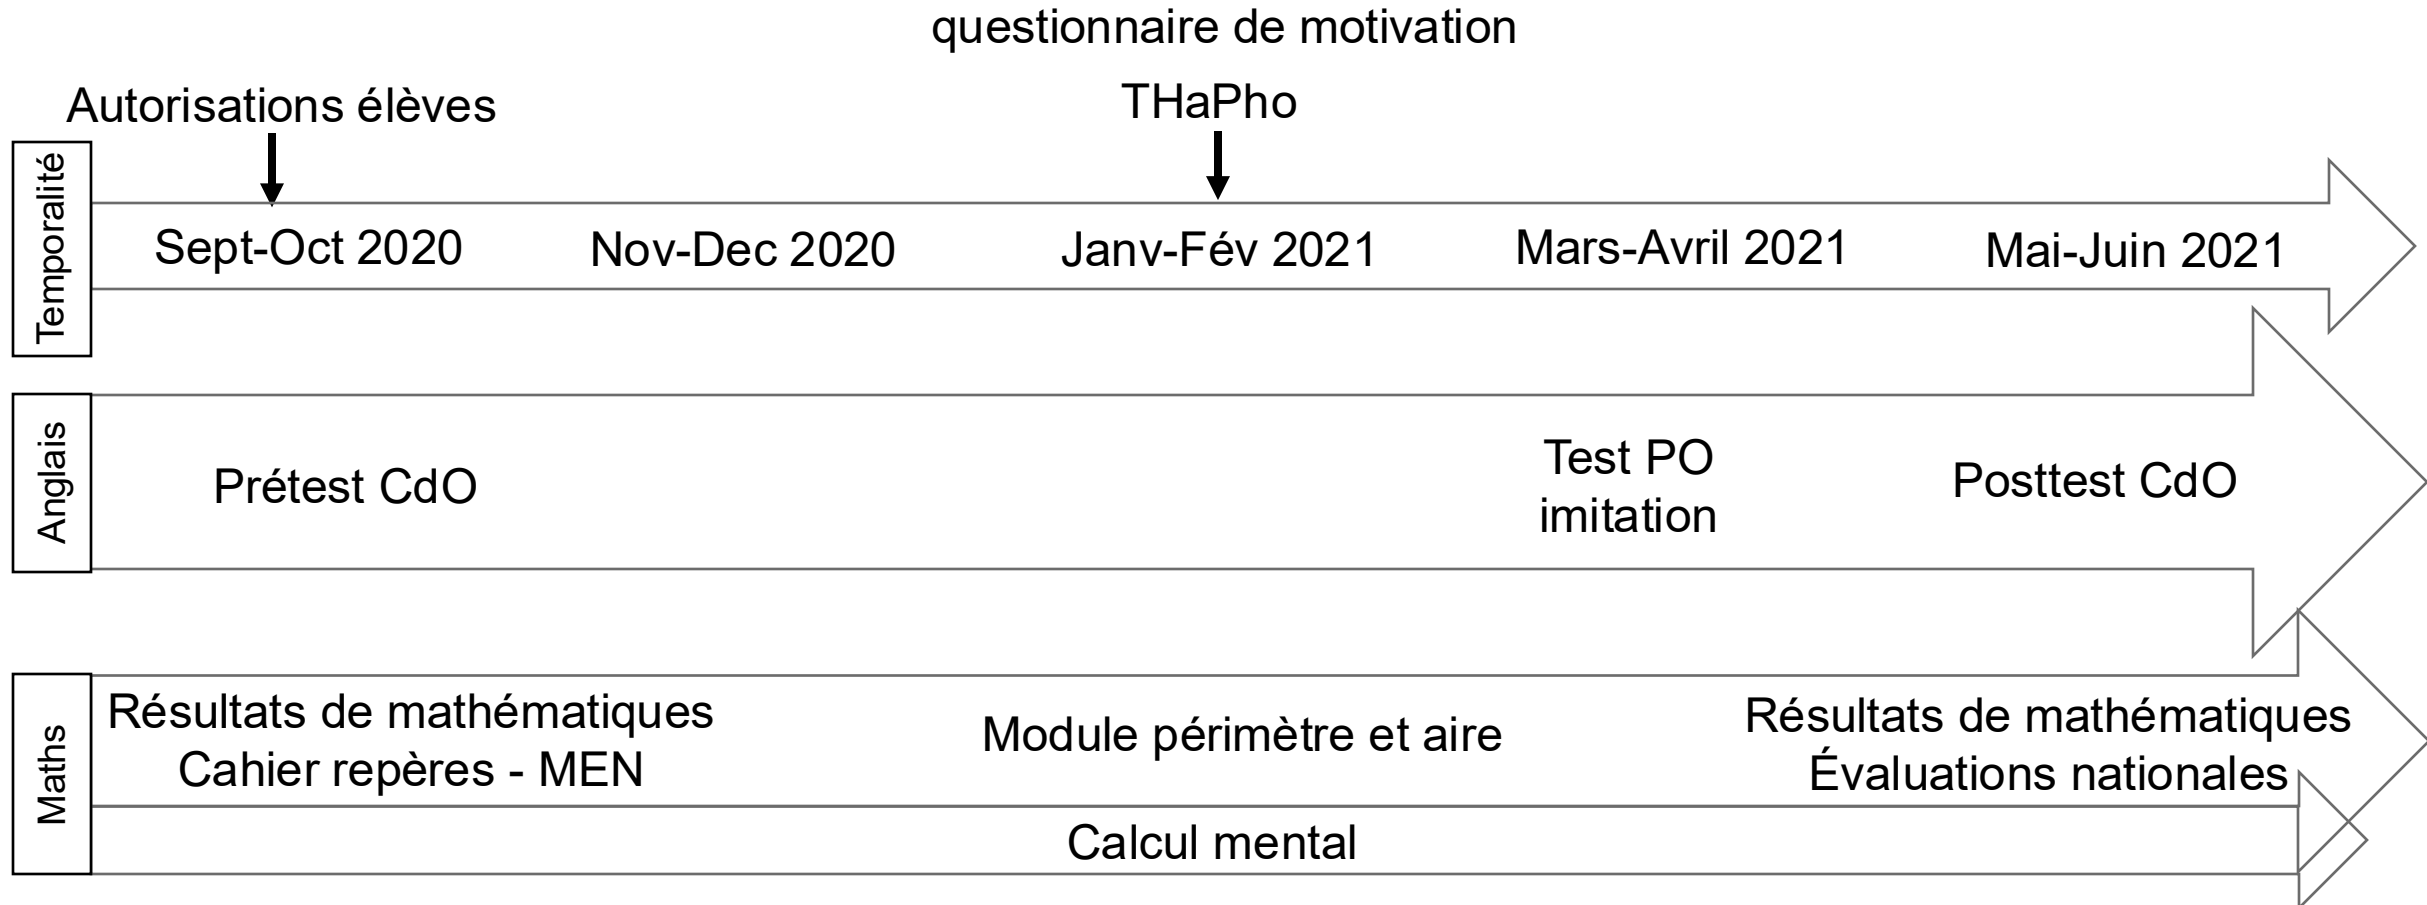 questionnaire de motivation
Autorisations élèves
THaPho
Temporalité
Sept-Oct 2020
Nov-Dec 2020
Janv-Fév 2021
Mars-Avril 2021
Mai-Juin 2021
Anglais
Prétest CdO
Test PO
imitation
Posttest CdO
Maths
Résultats de mathématiques
Cahier repères - MEN
Module périmètre et aire
Résultats de mathématiques
Évaluations nationales
Calcul mental